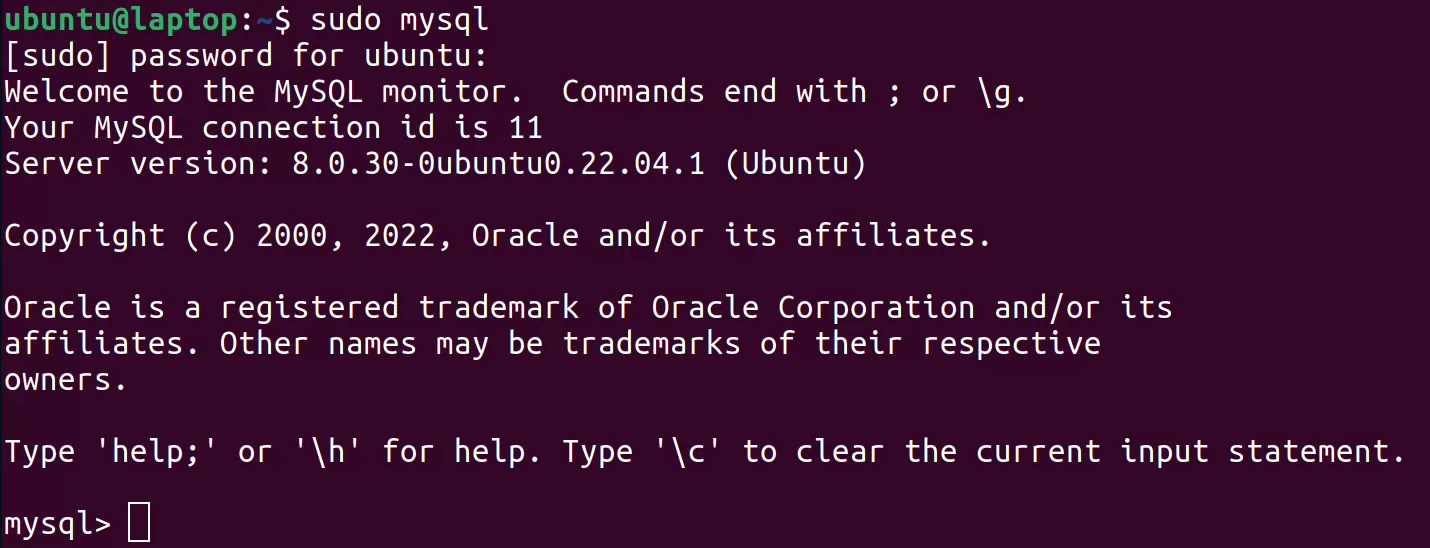 ubuntu@laptop:~$ sudo mysql
[sudo] password for ubuntu:
Welcome to the MySQL monitor.  Commands end with ; or \g.
Your MySQL connection id is 11
Server version: 8.0.30-0ubuntu0.22.04.1 (Ubuntu)
Copyright (c) 2000, 2022, Oracle and/or its affiliates.
Oracle is a registered trademark of Oracle Corporation and/or its
affiliates. Other names may be trademarks of their respective
owners.
Type 'help;' or '\h' for help. Type '\c' to clear the current input statement.
mysql>